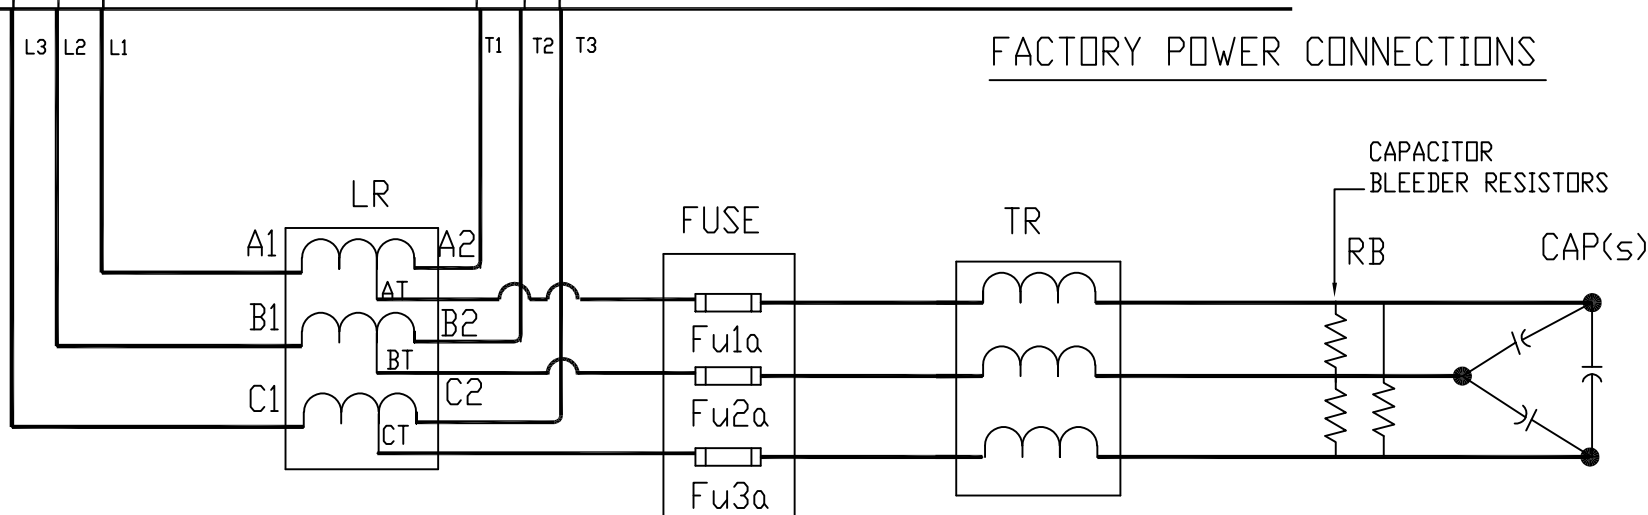 L3 L2 L1 T1 T2 T3
FACTORY POWER CONNECTIONS
CAPACITOR
BLEEDER RESISTORS
LR
FUSE
TR
RB
CAP(s)
A1 A2
AT
B1 B2
Fu1a
BT
C1 C2
Fu2a
CT
Fu3a